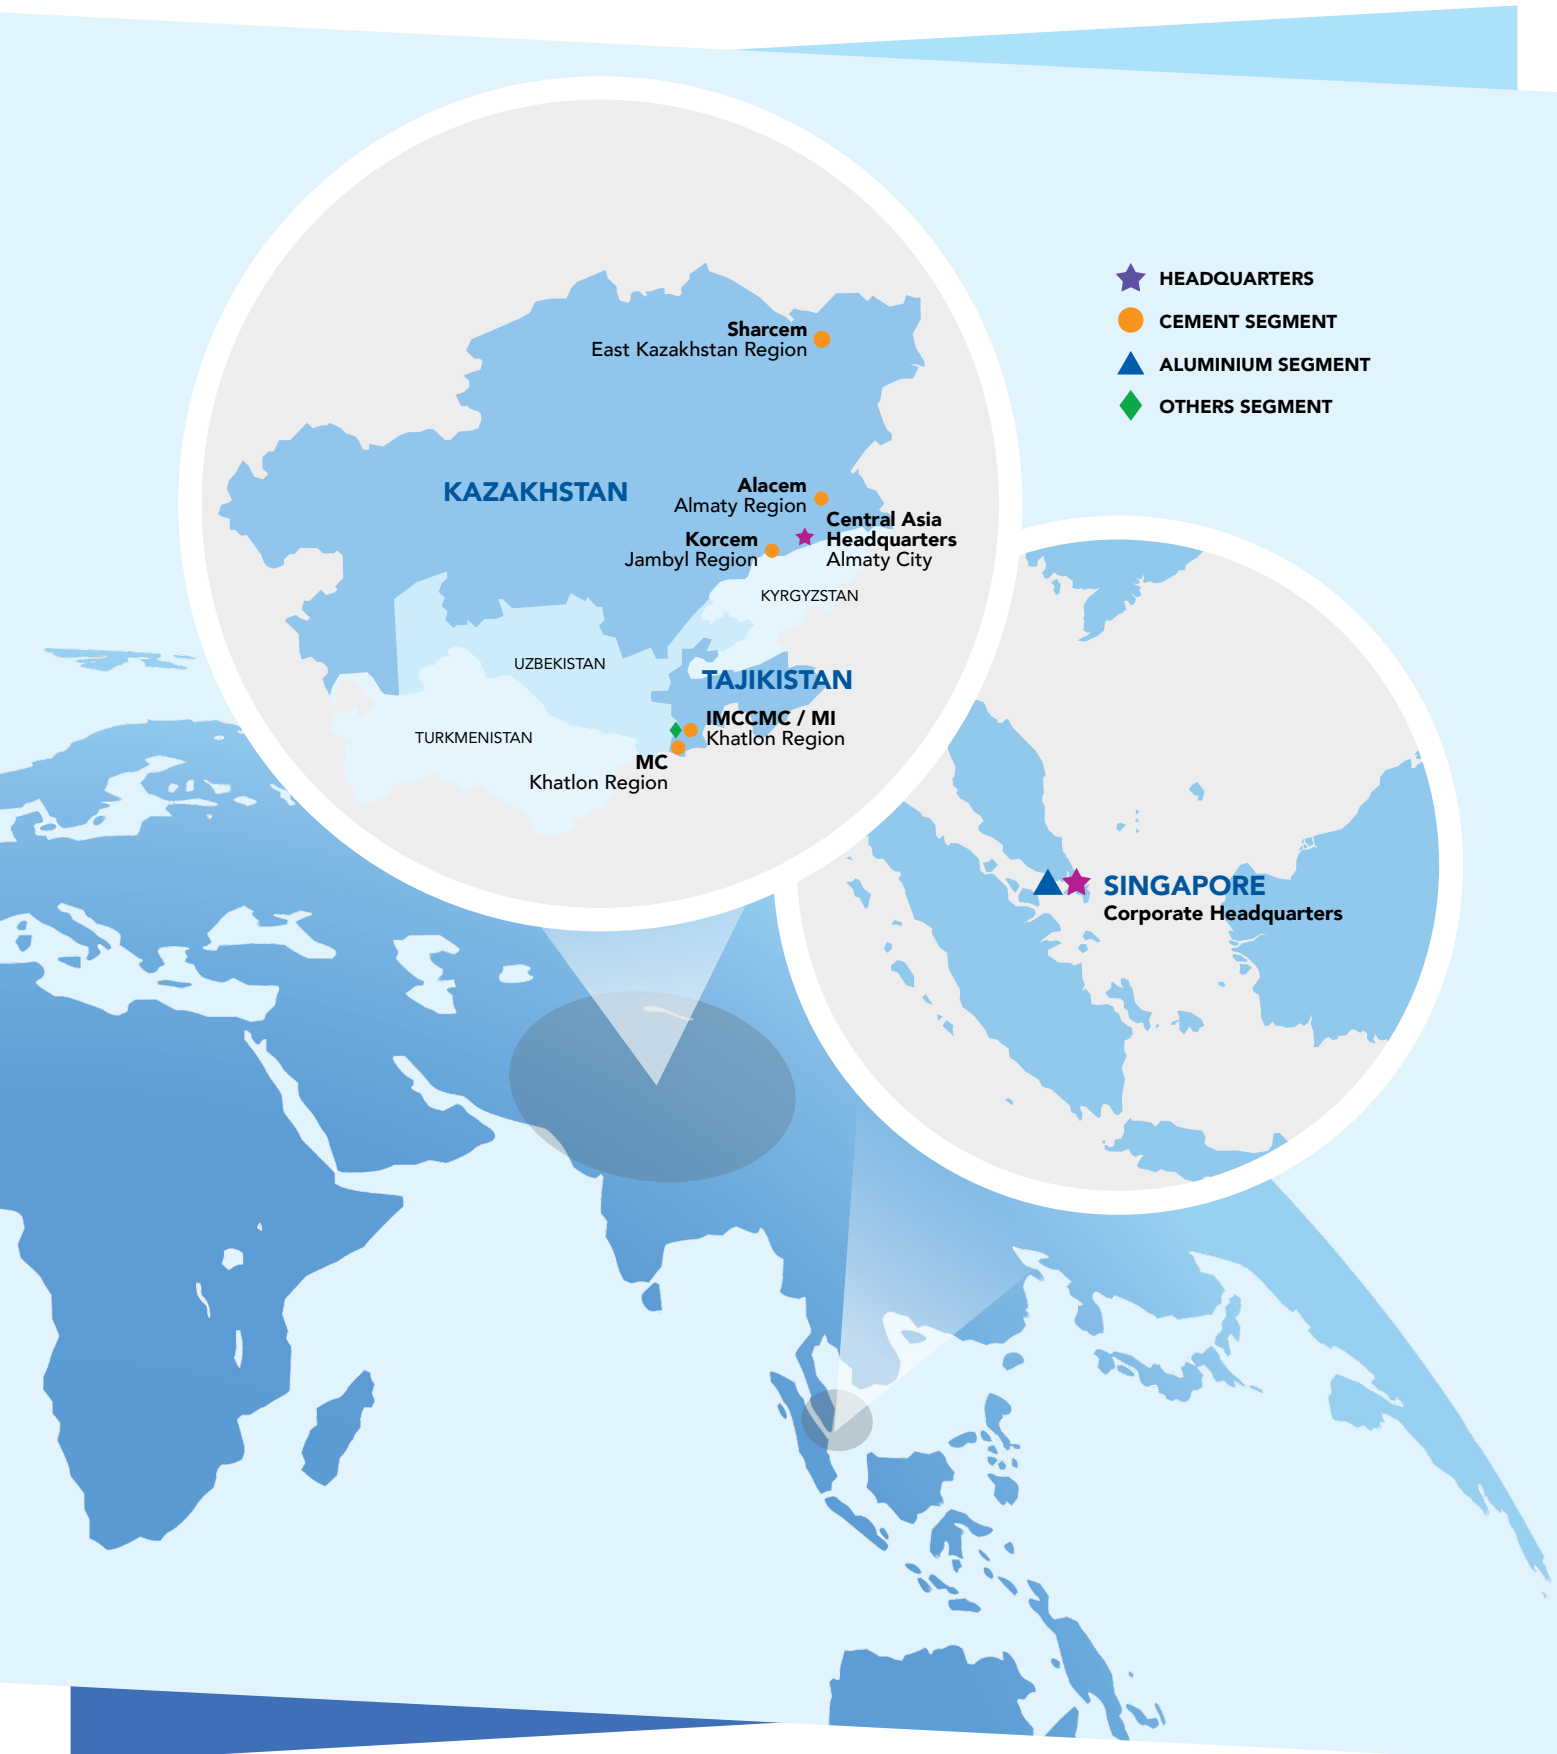 HEADQUARTERS
CEMENT SEGMENT
ALUMINIUM SEGMENT
OTHERS SEGMENT
Sharcem
East Kazakhstan Region
KAZAKHSTAN
Alacem
Almaty Region
Central Asia
Headquarters
Almaty City
Korcem
Jambyl Region
KYRGYZSTAN
UZBEKISTAN
TAJIKISTAN
TURKMENISTAN
IMCCMC / MI
Khatlon Region
MC
Khatlon Region
SINGAPORE
Corporate Headquarters